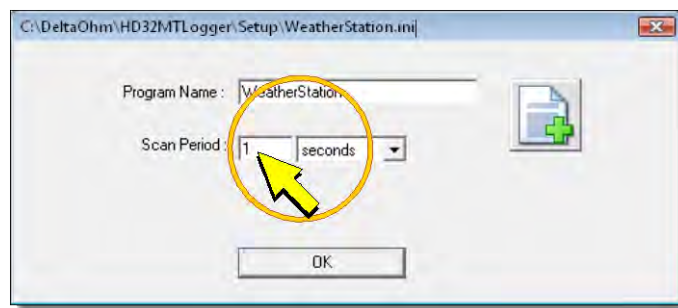 C:\DeltaOhm\HD32MTLogger\Setup\WeatherStation.ini
Program Name : WeatherStation
Scan Period : 1 seconds
OK